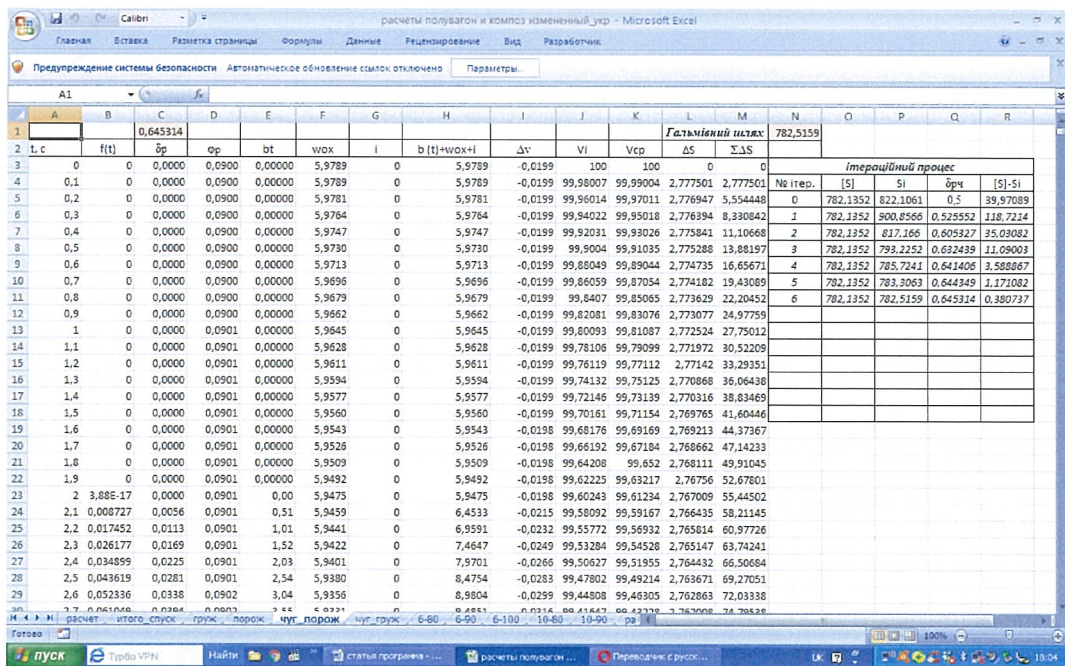 Calibri
расчеты полувагон и композ измененный_укр - Microsoft Excel
Главная Вставка Разметка страницы Формулы Данные Рецензирование Вид Разработчик
Предупреждение системы безопасности Автоматическое обновление ссылок отключено Параметры...
A1 fx
A B C D E F G H I J K L M N O P Q R
1 0,645314 Гальмівний шлях 782,5159
2 t, c f(t) δр φр bt wox i b (t)+wox+i Δv Vi Vcp ΔS ΣΔS
3 0 0 0,0000 0,0900 0,00000 5,9789 0 5,9789 -0,0199 100 100 0 0 ітераційний процес
4 0,1 0 0,0000 0,0900 0,00000 5,9789 0 5,9789 -0,0199 99,98007 99,99004 2,777501 2,777501 № ітер. [S] Si δрч [S]-Si
5 0,2 0 0,0000 0,0900 0,00000 5,9781 0 5,9781 -0,0199 99,96014 99,97011 2,776947 5,554448 0 782,1352 822,1061 0,5 39,97089
6 0,3 0 0,0000 0,0900 0,00000 5,9764 0 5,9764 -0,0199 99,94022 99,95018 2,776394 8,330842 1 782,1352 900,8566 0,525552 118,7214
7 0,4 0 0,0000 0,0900 0,00000 5,9747 0 5,9747 -0,0199 99,92031 99,93026 2,775841 11,10668 2 782,1352 817,166 0,605327 35,03082
8 0,5 0 0,0000 0,0900 0,00000 5,9730 0 5,9730 -0,0199 99,9004 99,91035 2,775288 13,88197 3 782,1352 793,2252 0,632439 11,09003
9 0,6 0 0,0000 0,0900 0,00000 5,9713 0 5,9713 -0,0199 99,88049 99,89044 2,774735 16,65671 4 782,1352 785,7241 0,641406 3,588867
10 0,7 0 0,0000 0,0900 0,00000 5,9696 0 5,9696 -0,0199 99,86059 99,87054 2,774182 19,43089 5 782,1352 783,3063 0,644349 1,171082
11 0,8 0 0,0000 0,0900 0,00000 5,9679 0 5,9679 -0,0199 99,8407 99,85065 2,773629 22,20452 6 782,1352 782,5159 0,645314 0,380737
12 0,9 0 0,0000 0,0900 0,00000 5,9662 0 5,9662 -0,0199 99,82081 99,83076 2,773077 24,97759
13 1 0 0,0000 0,0901 0,00000 5,9645 0 5,9645 -0,0199 99,80093 99,81087 2,772524 27,75012
14 1,1 0 0,0000 0,0901 0,00000 5,9628 0 5,9628 -0,0199 99,78106 99,79099 2,771972 30,52209
15 1,2 0 0,0000 0,0901 0,00000 5,9611 0 5,9611 -0,0199 99,76119 99,77112 2,77142 33,29351
16 1,3 0 0,0000 0,0901 0,00000 5,9594 0 5,9594 -0,0199 99,74132 99,75125 2,770868 36,06438
17 1,4 0 0,0000 0,0901 0,00000 5,9577 0 5,9577 -0,0199 99,72146 99,73139 2,770316 38,83469
18 1,5 0 0,0000 0,0901 0,00000 5,9560 0 5,9560 -0,0199 99,70161 99,71154 2,769765 41,60446
19 1,6 0 0,0000 0,0901 0,00000 5,9543 0 5,9543 -0,0198 99,68176 99,69169 2,769213 44,37367
20 1,7 0 0,0000 0,0901 0,00000 5,9526 0 5,9526 -0,0198 99,66192 99,67184 2,768662 47,14233
21 1,8 0 0,0000 0,0901 0,00000 5,9509 0 5,9509 -0,0198 99,64208 99,652 2,768111 49,91045
22 1,9 0 0,0000 0,0901 0,00000 5,9492 0 5,9492 -0,0198 99,62225 99,63217 2,76756 52,67801
23 2 3,88E-17 0,0000 0,0901 0,00 5,9475 0 5,9475 -0,0198 99,60243 99,61234 2,767009 55,44502
24 2,1 0,008727 0,0056 0,0901 0,51 5,9459 0 6,4533 -0,0215 99,58092 99,59167 2,766435 58,21145
25 2,2 0,017452 0,0113 0,0901 1,01 5,9441 0 6,9591 -0,0232 99,55772 99,56932 2,765814 60,97726
26 2,3 0,026177 0,0169 0,0901 1,52 5,9422 0 7,4647 -0,0249 99,53284 99,54528 2,765147 63,74241
27 2,4 0,034899 0,0225 0,0901 2,03 5,9401 0 7,9701 -0,0266 99,50627 99,51955 2,764432 66,50684
28 2,5 0,043619 0,0281 0,0901 2,54 5,9380 0 8,4754 -0,0283 99,47802 99,49214 2,763671 69,27051
29 2,6 0,052336 0,0338 0,0902 3,04 5,9356 0 8,9804 -0,0299 99,44808 99,46305 2,762863 72,03338
расчет итого_спуск груж порож чуг_порож чуг_груж 6-80 6-90 6-100 10-80 10-90
Готово 100%
пуск Турбо VPN Найти статья програмна -... расчеты полувагон ... Переводчик с русск... UK 18:04